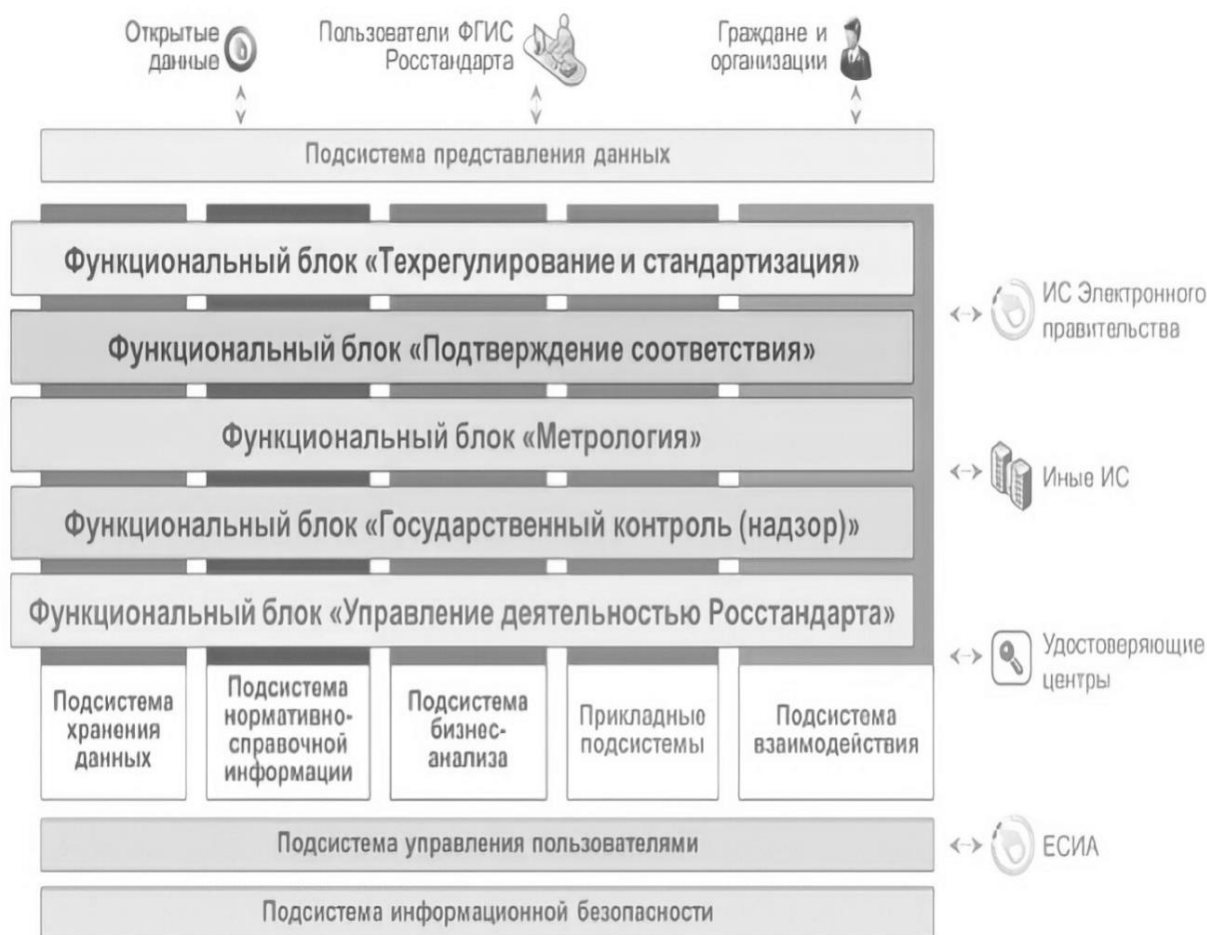 Открытые
данные
Пользователи ФГИС
Росстандарта
Граждане и
организации
Подсистема представления данных
Функциональный блок «Техрегулирование и стандартизация»
Функциональный блок «Подтверждение соответствия»
Функциональный блок «Метрология»
Функциональный блок «Государственный контроль (надзор)»
Функциональный блок «Управление деятельностью Росстандарта»
ИС Электронного
правительства
Иные ИС
Удостоверяющие
центры
Подсистема
хранения
данных
Подсистема
нормативно-
справочной
информации
Подсистема
бизнес-
анализа
Прикладные
подсистемы
Подсистема
взаимодействия
Подсистема управления пользователями
ЕСИА
Подсистема информационной безопасности